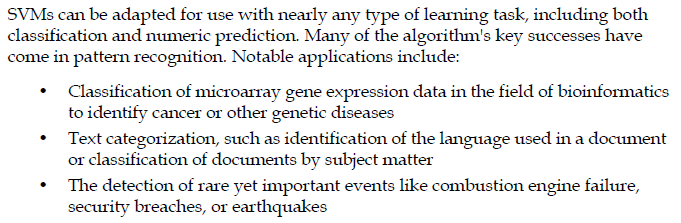 SVMs can be adapted for use with nearly any type of learning task, including both
classification and numeric prediction. Many of the algorithm's key successes have
come in pattern recognition. Notable applications include:
• Classification of microarray gene expression data in the field of bioinformatics
to identify cancer or other genetic diseases
• Text categorization, such as identification of the language used in a document
or classification of documents by subject matter
• The detection of rare yet important events like combustion engine failure,
security breaches, or earthquakes